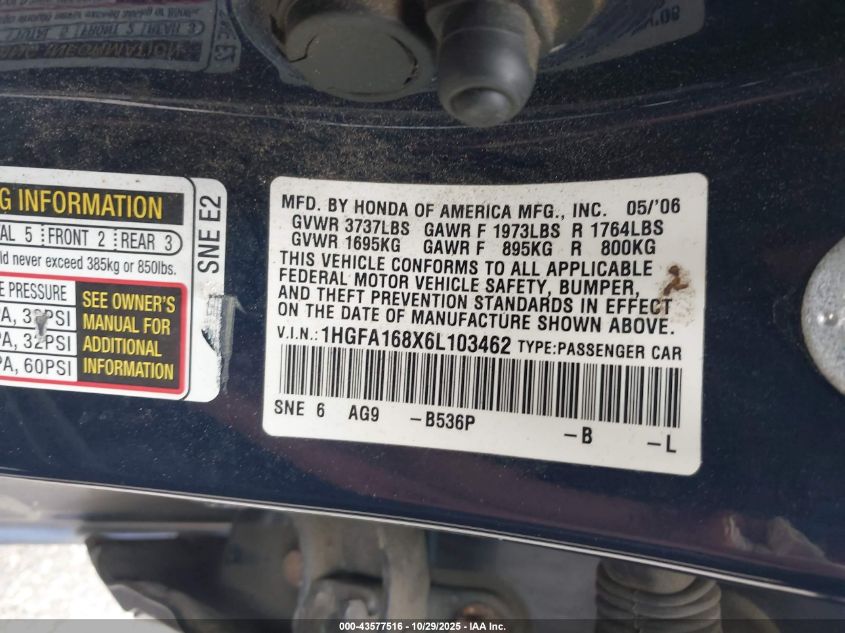 G INFORMATION
AL 5 FRONT 2 REAR 3
ld never exceed 385kg or 850lbs.
E PRESSURE
PSI
PA, 32PSI
PA, 60PSI
SEE OWNER'S
MANUAL FOR
ADDITIONAL
INFORMATION
SNE E2
MFD. BY HONDA OF AMERICA MFG., INC. 05/'06
GVWR 3737LBS GAWR F 1973LBS R 1764LBS
GVWR 1695KG GAWR F 895KG R 800KG
THIS VEHICLE CONFORMS TO ALL APPLICABLE
FEDERAL MOTOR VEHICLE SAFETY, BUMPER,
AND THEFT PREVENTION STANDARDS IN EFFECT
ON THE DATE OF MANUFACTURE SHOWN ABOVE.
V.I.N.: 1HGFA168X6L103462 TYPE:PASSENGER CAR
SNE 6 AG9 -B536P -B -L
000-43577516 - 10/29/2025 - IAA Inc.